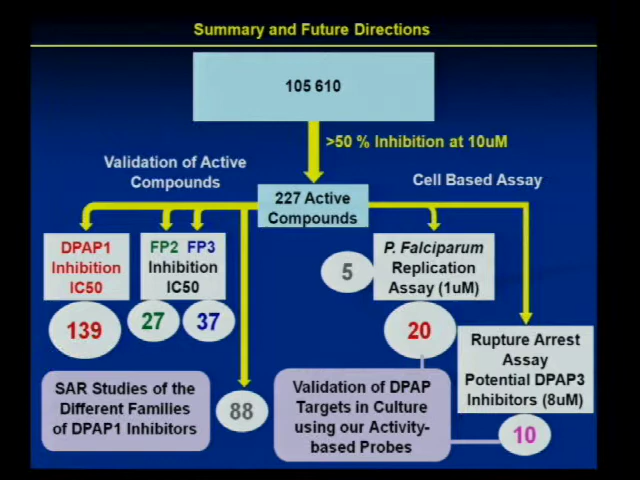 Summary and Future Directions
105 610
>50 % Inhibition at 10uM
Validation of Active
Compounds
Cell Based Assay
227 Active
Compounds
DPAP1
Inhibition
IC50
FP2 FP3
Inhibition
IC50
5
P. Falciparum
Replication
Assay (1uM)
139
27
37
20
Rupture Arrest
Assay
Potential DPAP3
Inhibitors (8uM)
SAR Studies of the
Different Families
of DPAP1 Inhibitors
88
Validation of DPAP
Targets in Culture
using our Activity-
based Probes
10